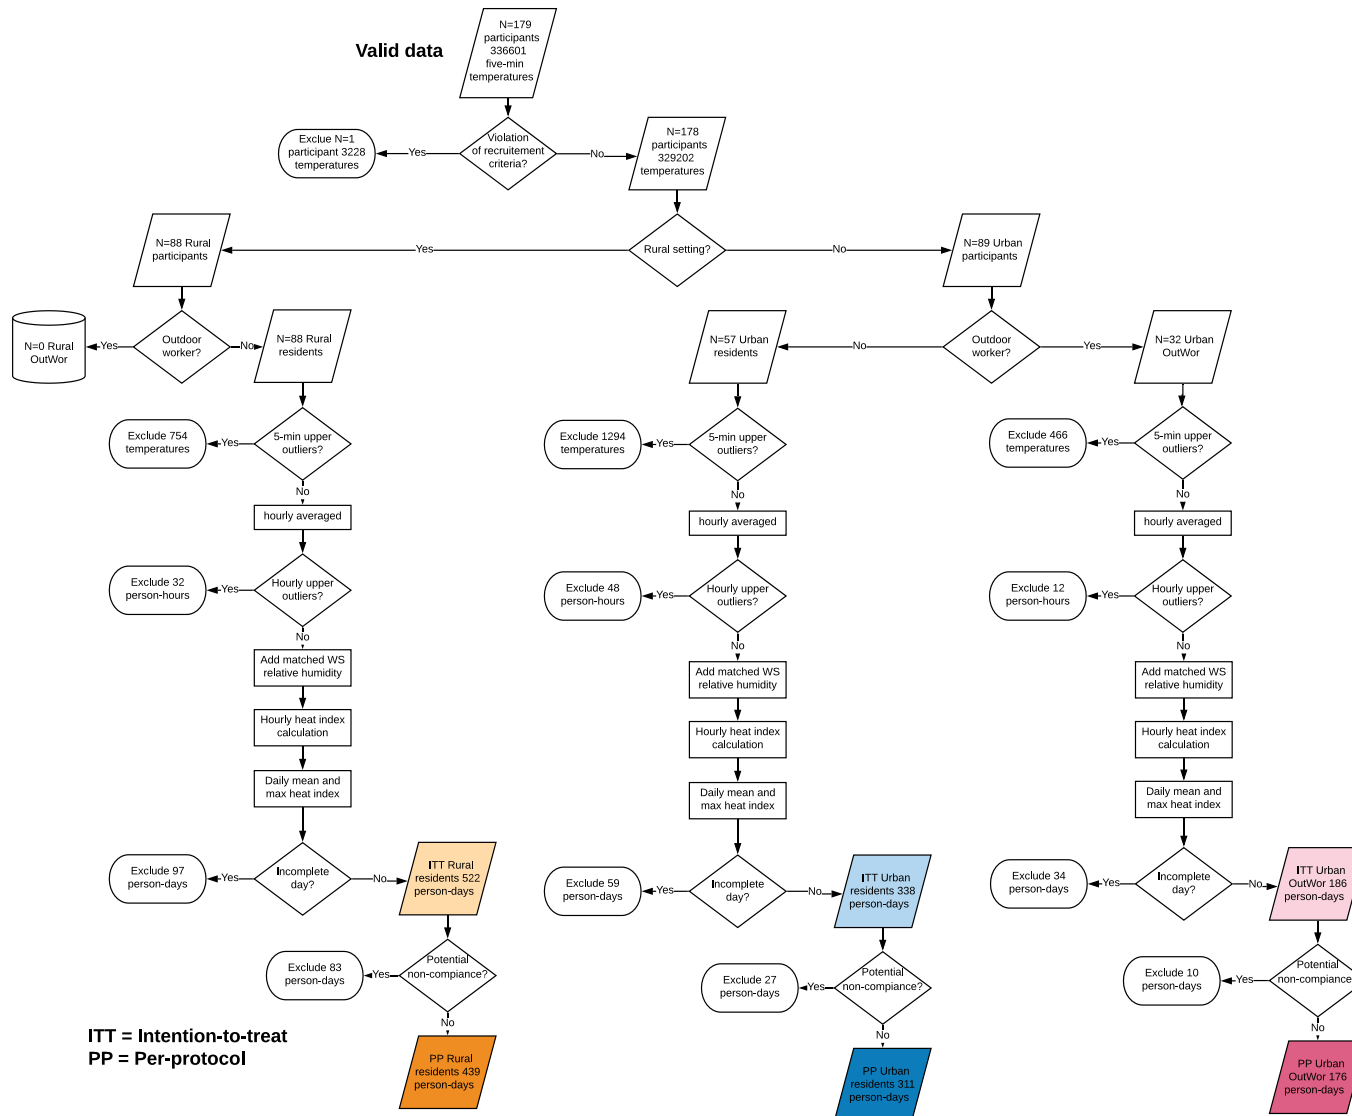 Valid data
N=179
participants
336601
five-min
temperatures
Exclue N=1
participant 3228
temperatures
Yes
Violation
of recruitement
criteria?
No
N=178
participants
329202
temperatures
N=88 Rural
participants
Yes
Rural setting?
No
N=89 Urban
participants
N=0 Rural
OutWor
Yes
Outdoor
worker?
No
N=88 Rural
residents
N=57 Urban
residents
No
Outdoor
worker?
Yes
N=32 Urban
OutWor
Exclude 754
temperatures
Yes
5-min upper
outliers?
No
hourly averaged
Exclude 32
person-hours
Yes
Hourly upper
outliers?
No
Add matched WS
relative humidity
Hourly heat index
calculation
Daily mean and
max heat index
Exclude 97
person-days
Yes
Incomplete
day?
No
ITT Rural
residents 522
person-days
Exclude 83
person-days
Yes
Potential
non-compiance?
No
PP Rural
residents 439
person-days
Exclude 1294
temperatures
Yes
5-min upper
outliers?
No
hourly averaged
Exclude 48
person-hours
Yes
Hourly upper
outliers?
No
Add matched WS
relative humidity
Hourly heat index
calculation
Daily mean and
max heat index
Exclude 59
person-days
Yes
Incomplete
day?
No
ITT Urban
residents 338
person-days
Exclude 27
person-days
Yes
Potential
non-compiance?
No
PP Urban
residents 311
person-days
Exclude 466
temperatures
Yes
5-min upper
outliers?
No
hourly averaged
Exclude 12
person-hours
Yes
Hourly upper
outliers?
No
Add matched WS
relative humidity
Hourly heat index
calculation
Daily mean and
max heat index
Exclude 34
person-days
Yes
Incomplete
day?
No
ITT Urban
OutWor 186
person-days
Exclude 10
person-days
Yes
Potential
non-compiance
No
PP Urban
OutWor 176
person-days
ITT = Intention-to-treat
PP = Per-protocol